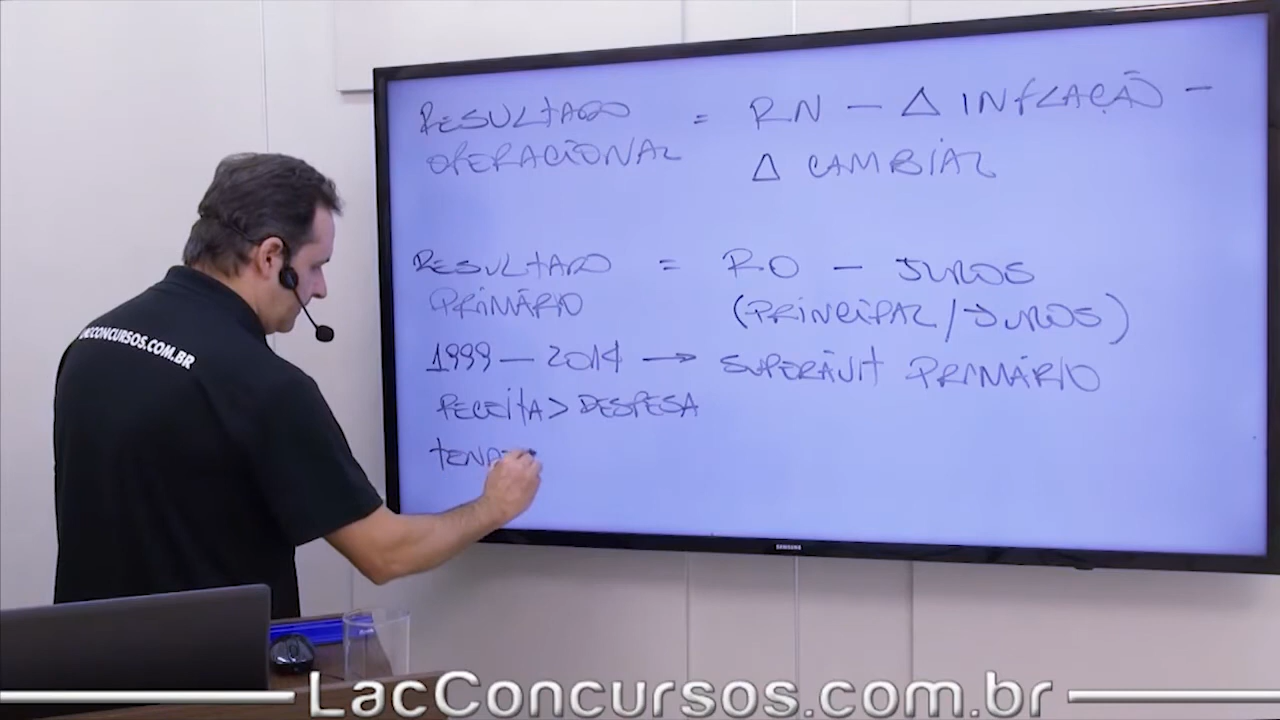 RESULTADO = RN - Δ INFLAÇÃO -
OPERACIONAL Δ CAMBIAL
RESULTADO = RO - JUROS
PRIMÁRIO (PRINCIPAL/JUROS)
1999 - 2014 → SUPERÁVIT PRIMÁRIO
RECEITA > DESPESA
LACCONCURSOS.COM.BR
SAMSUNG
LacConcursos.com.br